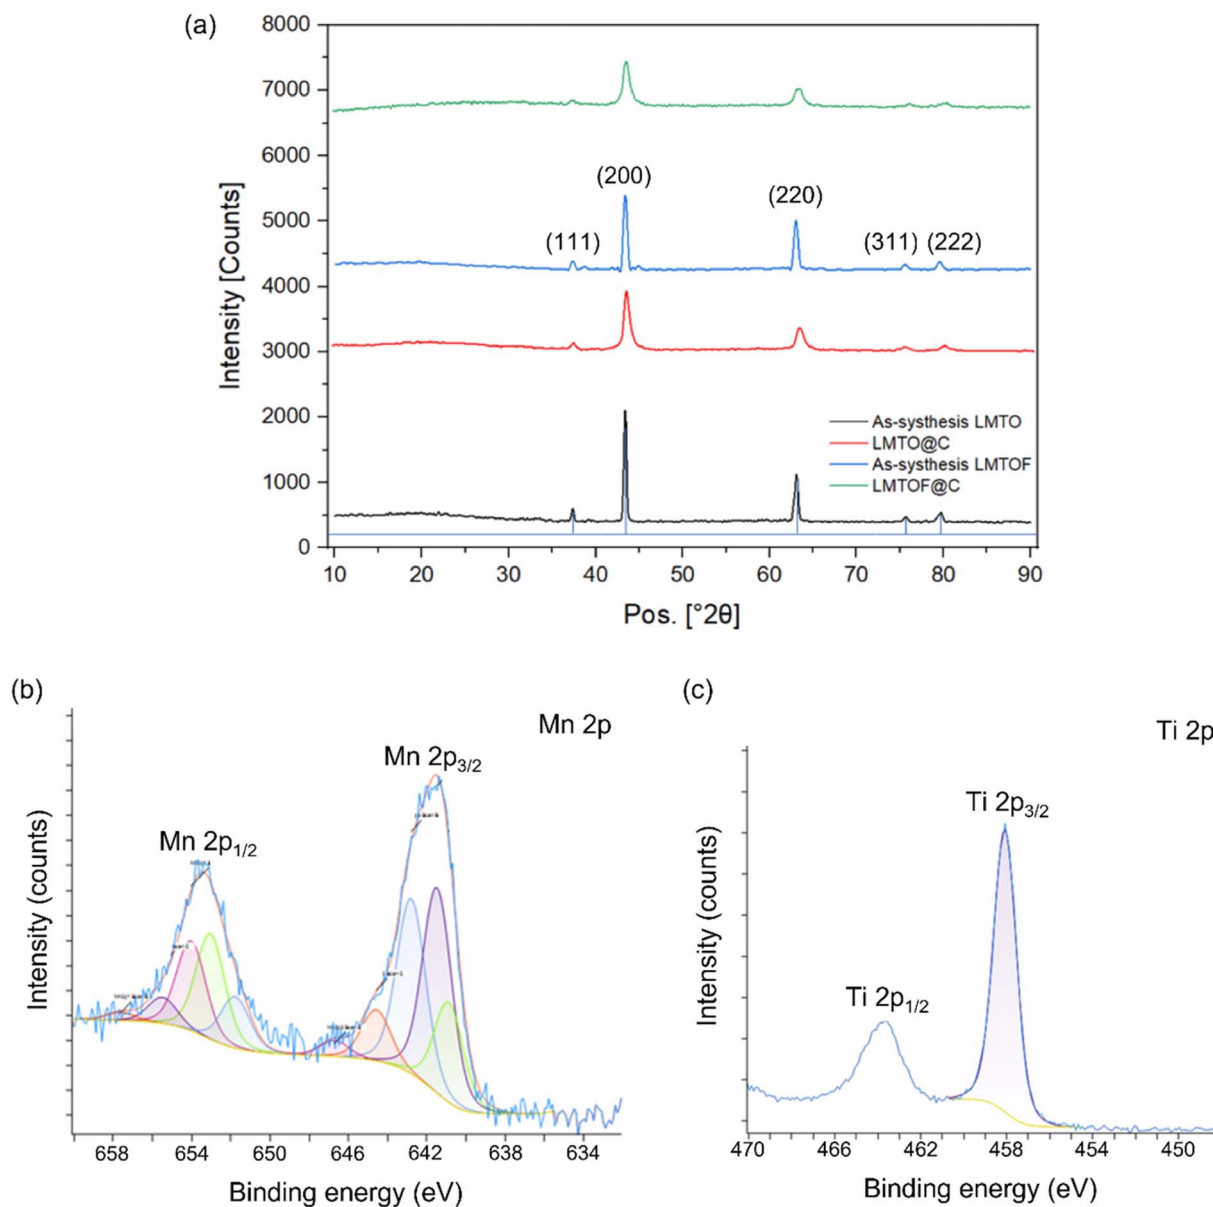 (a)
8000
7000
6000
5000
4000
3000
2000
1000
0
Intensity [Counts]
(111)
(200)
(220)
(311)
(222)
As-systhesis LMTO
LMTO@C
As-systhesis LMTOF
LMTOF@C
10 20 30 40 50 60 70 80 90
Pos. [°2θ]
(b)
Mn 2p
Mn 2p3/2
Mn 2p1/2
Intensity (counts)
658 654 650 646 642 638 634
Binding energy (eV)
(c)
Ti 2p
Ti 2p3/2
Ti 2p1/2
Intensity (counts)
470 466 462 458 454 450
Binding energy (eV)